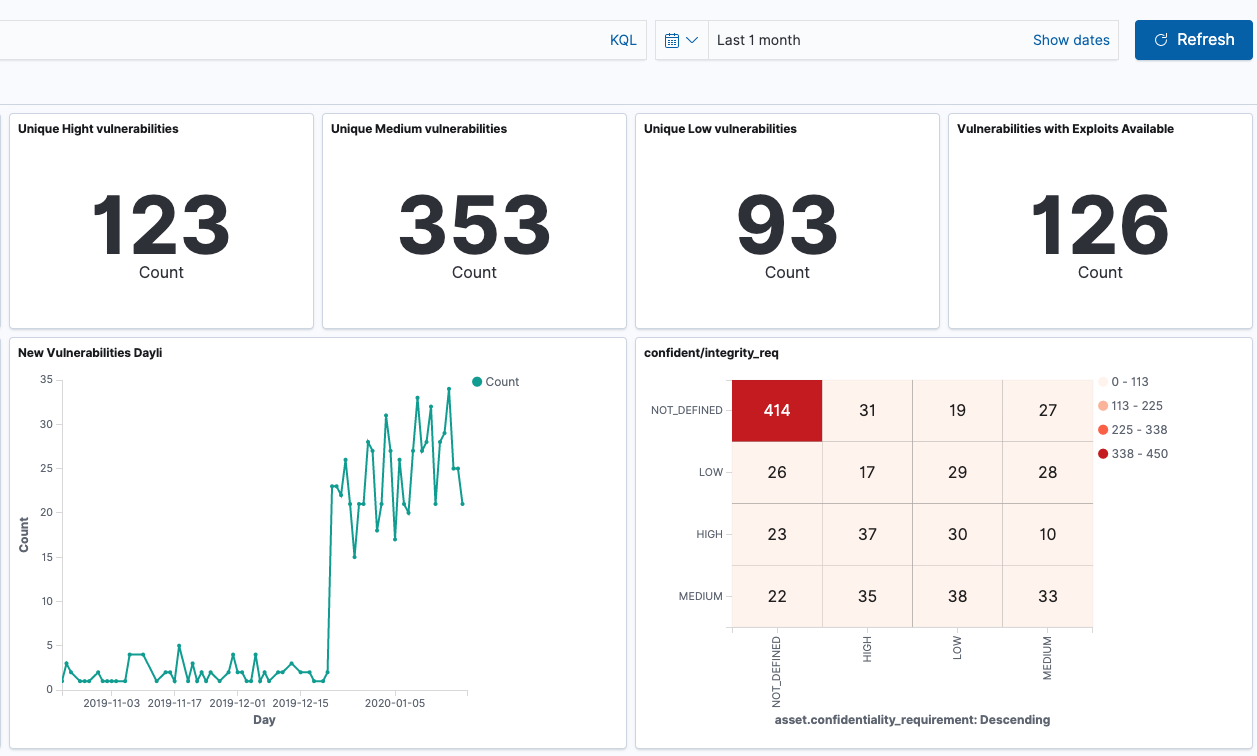 KQL
Last 1 month
Show dates
Refresh
Unique Hight vulnerabilities
123
Count
Unique Medium vulnerabilities
353
Count
Unique Low vulnerabilities
93
Count
Vulnerabilities with Exploits Available
126
Count
New Vulnerabilities Dayli
Count
35
30
25
20
15
10
5
0
Count
2019-11-03 2019-11-17 2019-12-01 2019-12-15 2020-01-05
Day
confident/integrity_req
0 - 113
113 - 225
225 - 338
338 - 450
NOT_DEFINED 414 31 19 27
LOW 26 17 29 28
HIGH 23 37 30 10
MEDIUM 22 35 38 33
NOT_DEFINED HIGH LOW MEDIUM
asset.confidentiality_requirement: Descending